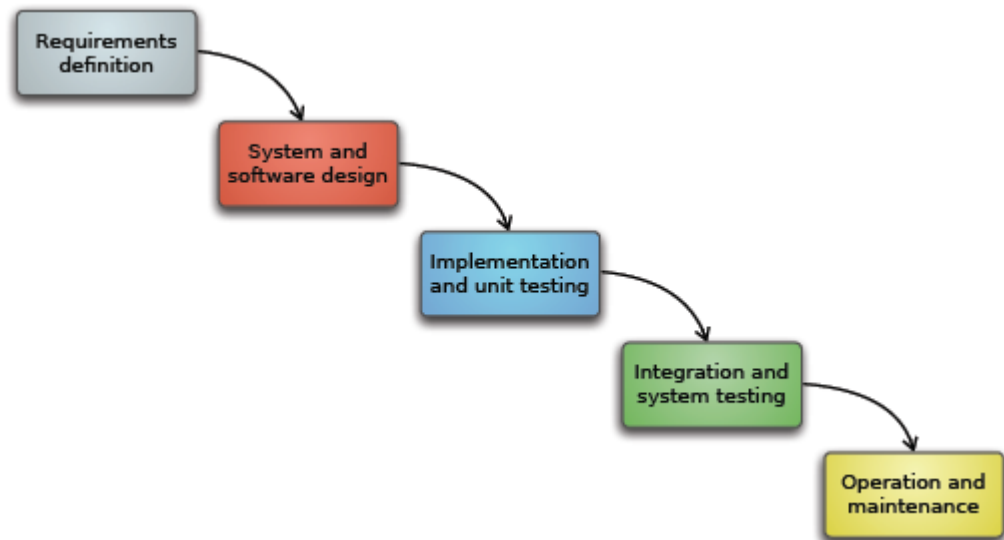 Requirements
definition
System and
software design
Implementation
and unit testing
Integration and
system testing
Operation and
maintenance